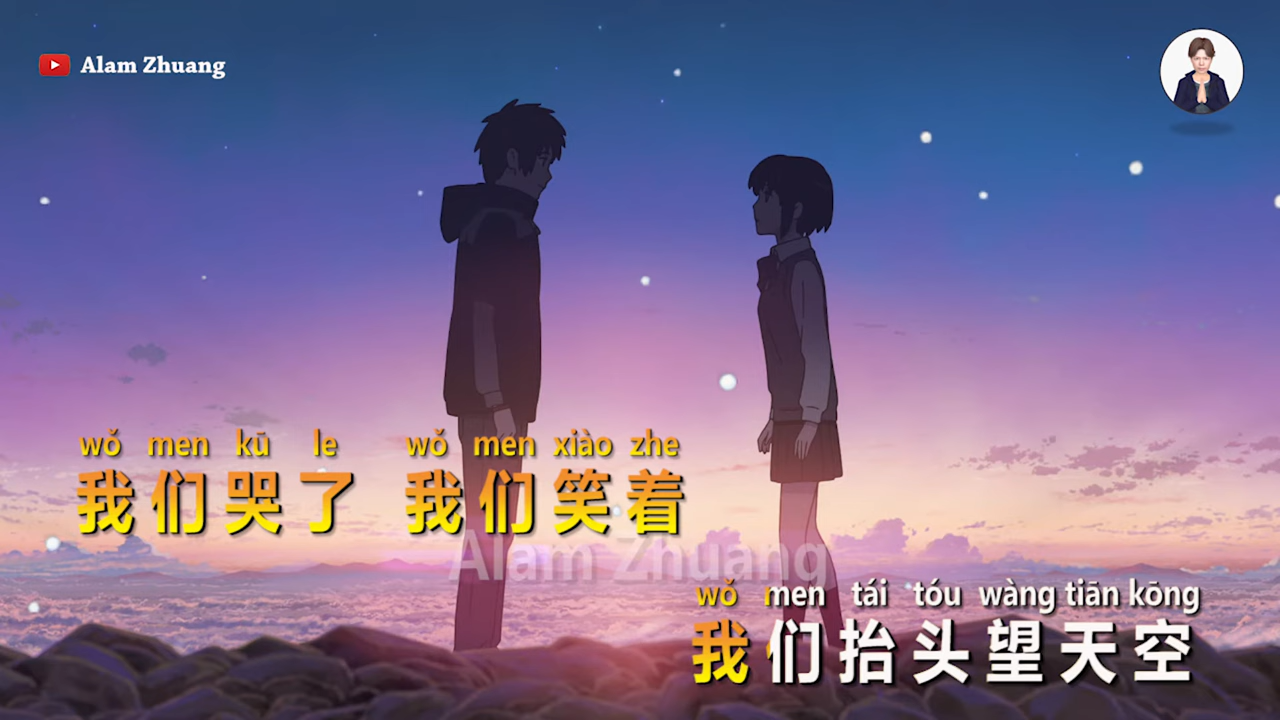 Alam Zhuang
wǒ men kū le wǒ men xiào zhe
我们哭了 我们笑着
Alam Zhuang
wǒ men tái tóu wàng tiān kōng
我们抬头望天空